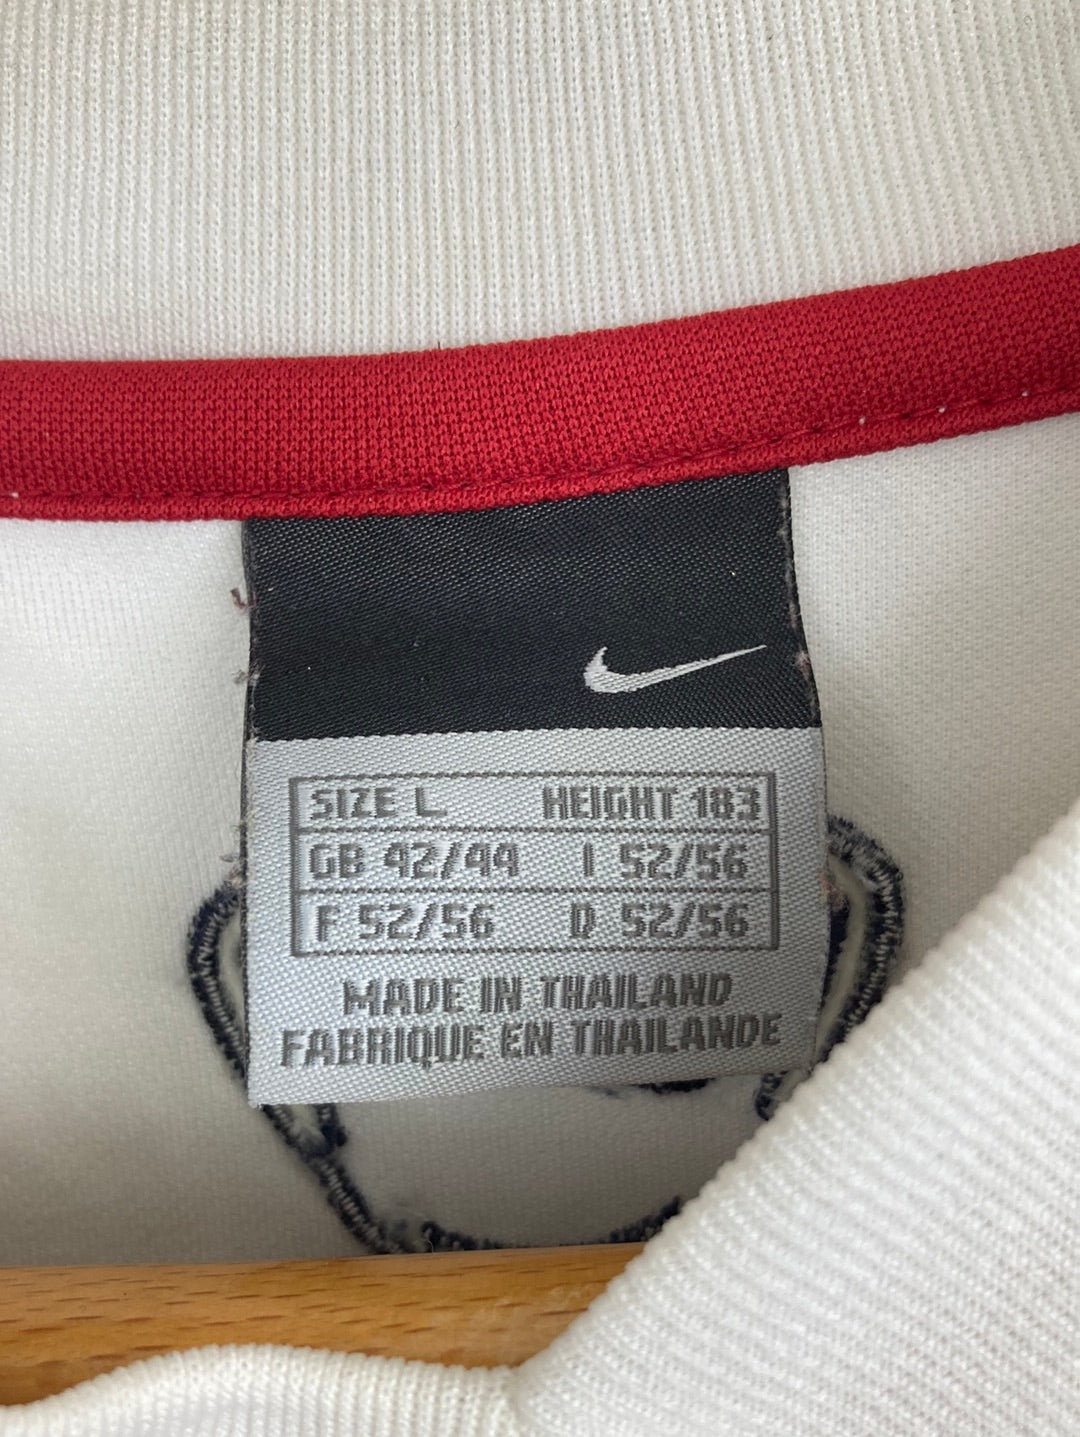 SIZE L HEIGHT 183
GB 42/44 I 52/56
F 52/56 D 52/56
MADE IN THAILAND
FABRIQUE EN THAILANDE